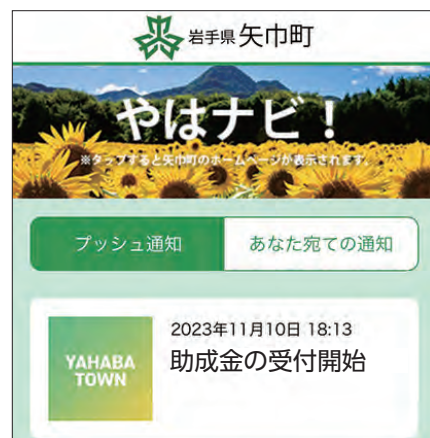 岩手県矢巾町
やはナビ！
※タップすると矢巾町のホームページが表示されます。
プッシュ通知
あなた宛ての通知
2023年11月10日 18:13
助成金の受付開始
YAHABA
TOWN